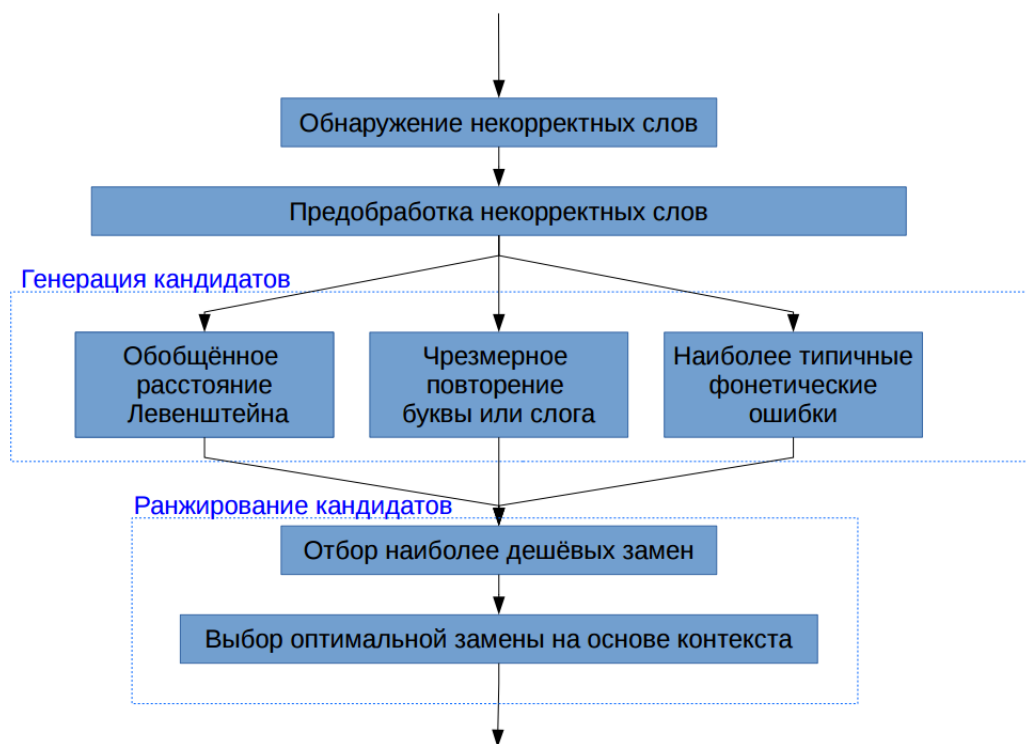 Обнаружение некорректных слов
Предобработка некорректных слов
Генерация кандидатов
Обобщённое
расстояние
Левенштейна
Чрезмерное
повторение
буквы или слога
Наиболее типичные
фонетические
ошибки
Ранжирование кандидатов
Отбор наиболее дешёвых замен
Выбор оптимальной замены на основе контекста